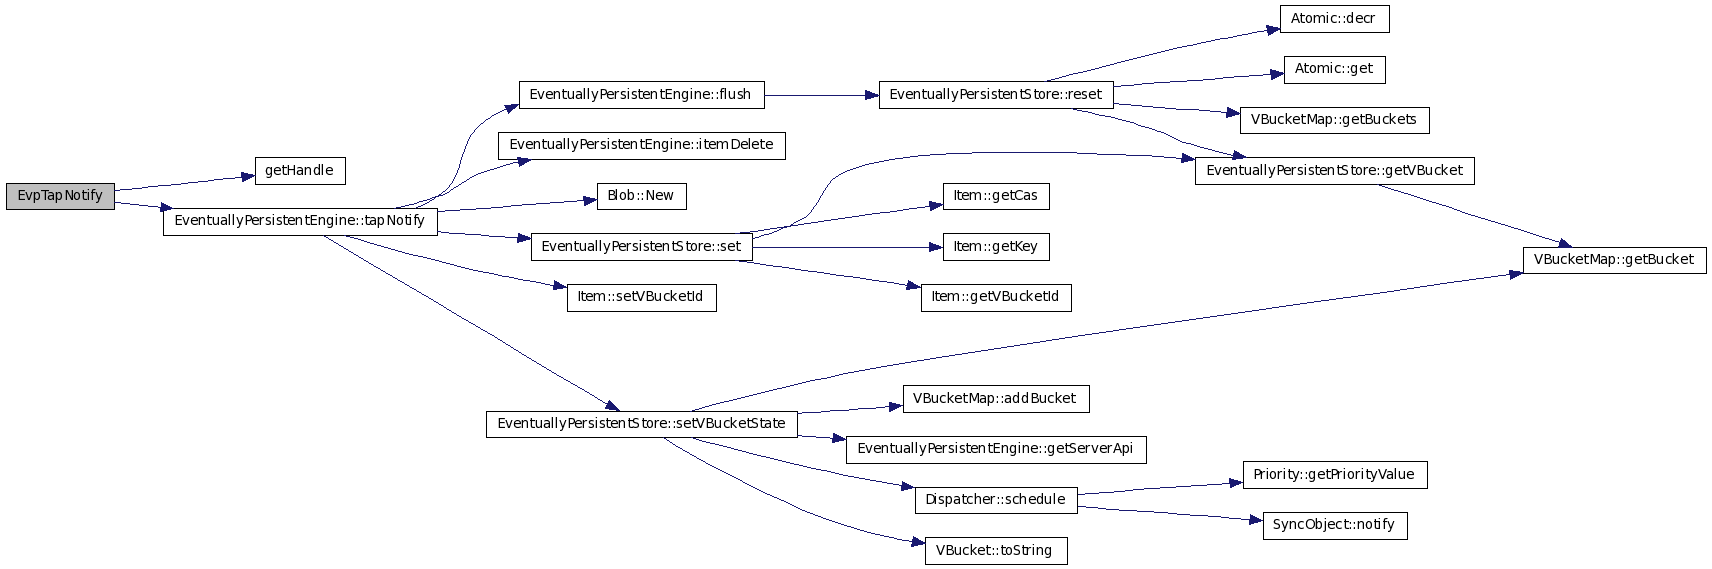 Atomic::decr
Atomic::get
EventuallyPersistentEngine::flush
EventuallyPersistentStore::reset
VBucketMap::getBuckets
EventuallyPersistentEngine::itemDelete
getHandle
EventuallyPersistentStore::getVBucket
EvpTapNotify
Blob::New
Item::getCas
EventuallyPersistentEngine::tapNotify
EventuallyPersistentStore::set
Item::getKey
VBucketMap::getBucket
Item::setVBucketId
Item::getVBucketId
VBucketMap::addBucket
EventuallyPersistentStore::setVBucketState
EventuallyPersistentEngine::getServerApi
Priority::getPriorityValue
Dispatcher::schedule
SyncObject::notify
VBucket::toString